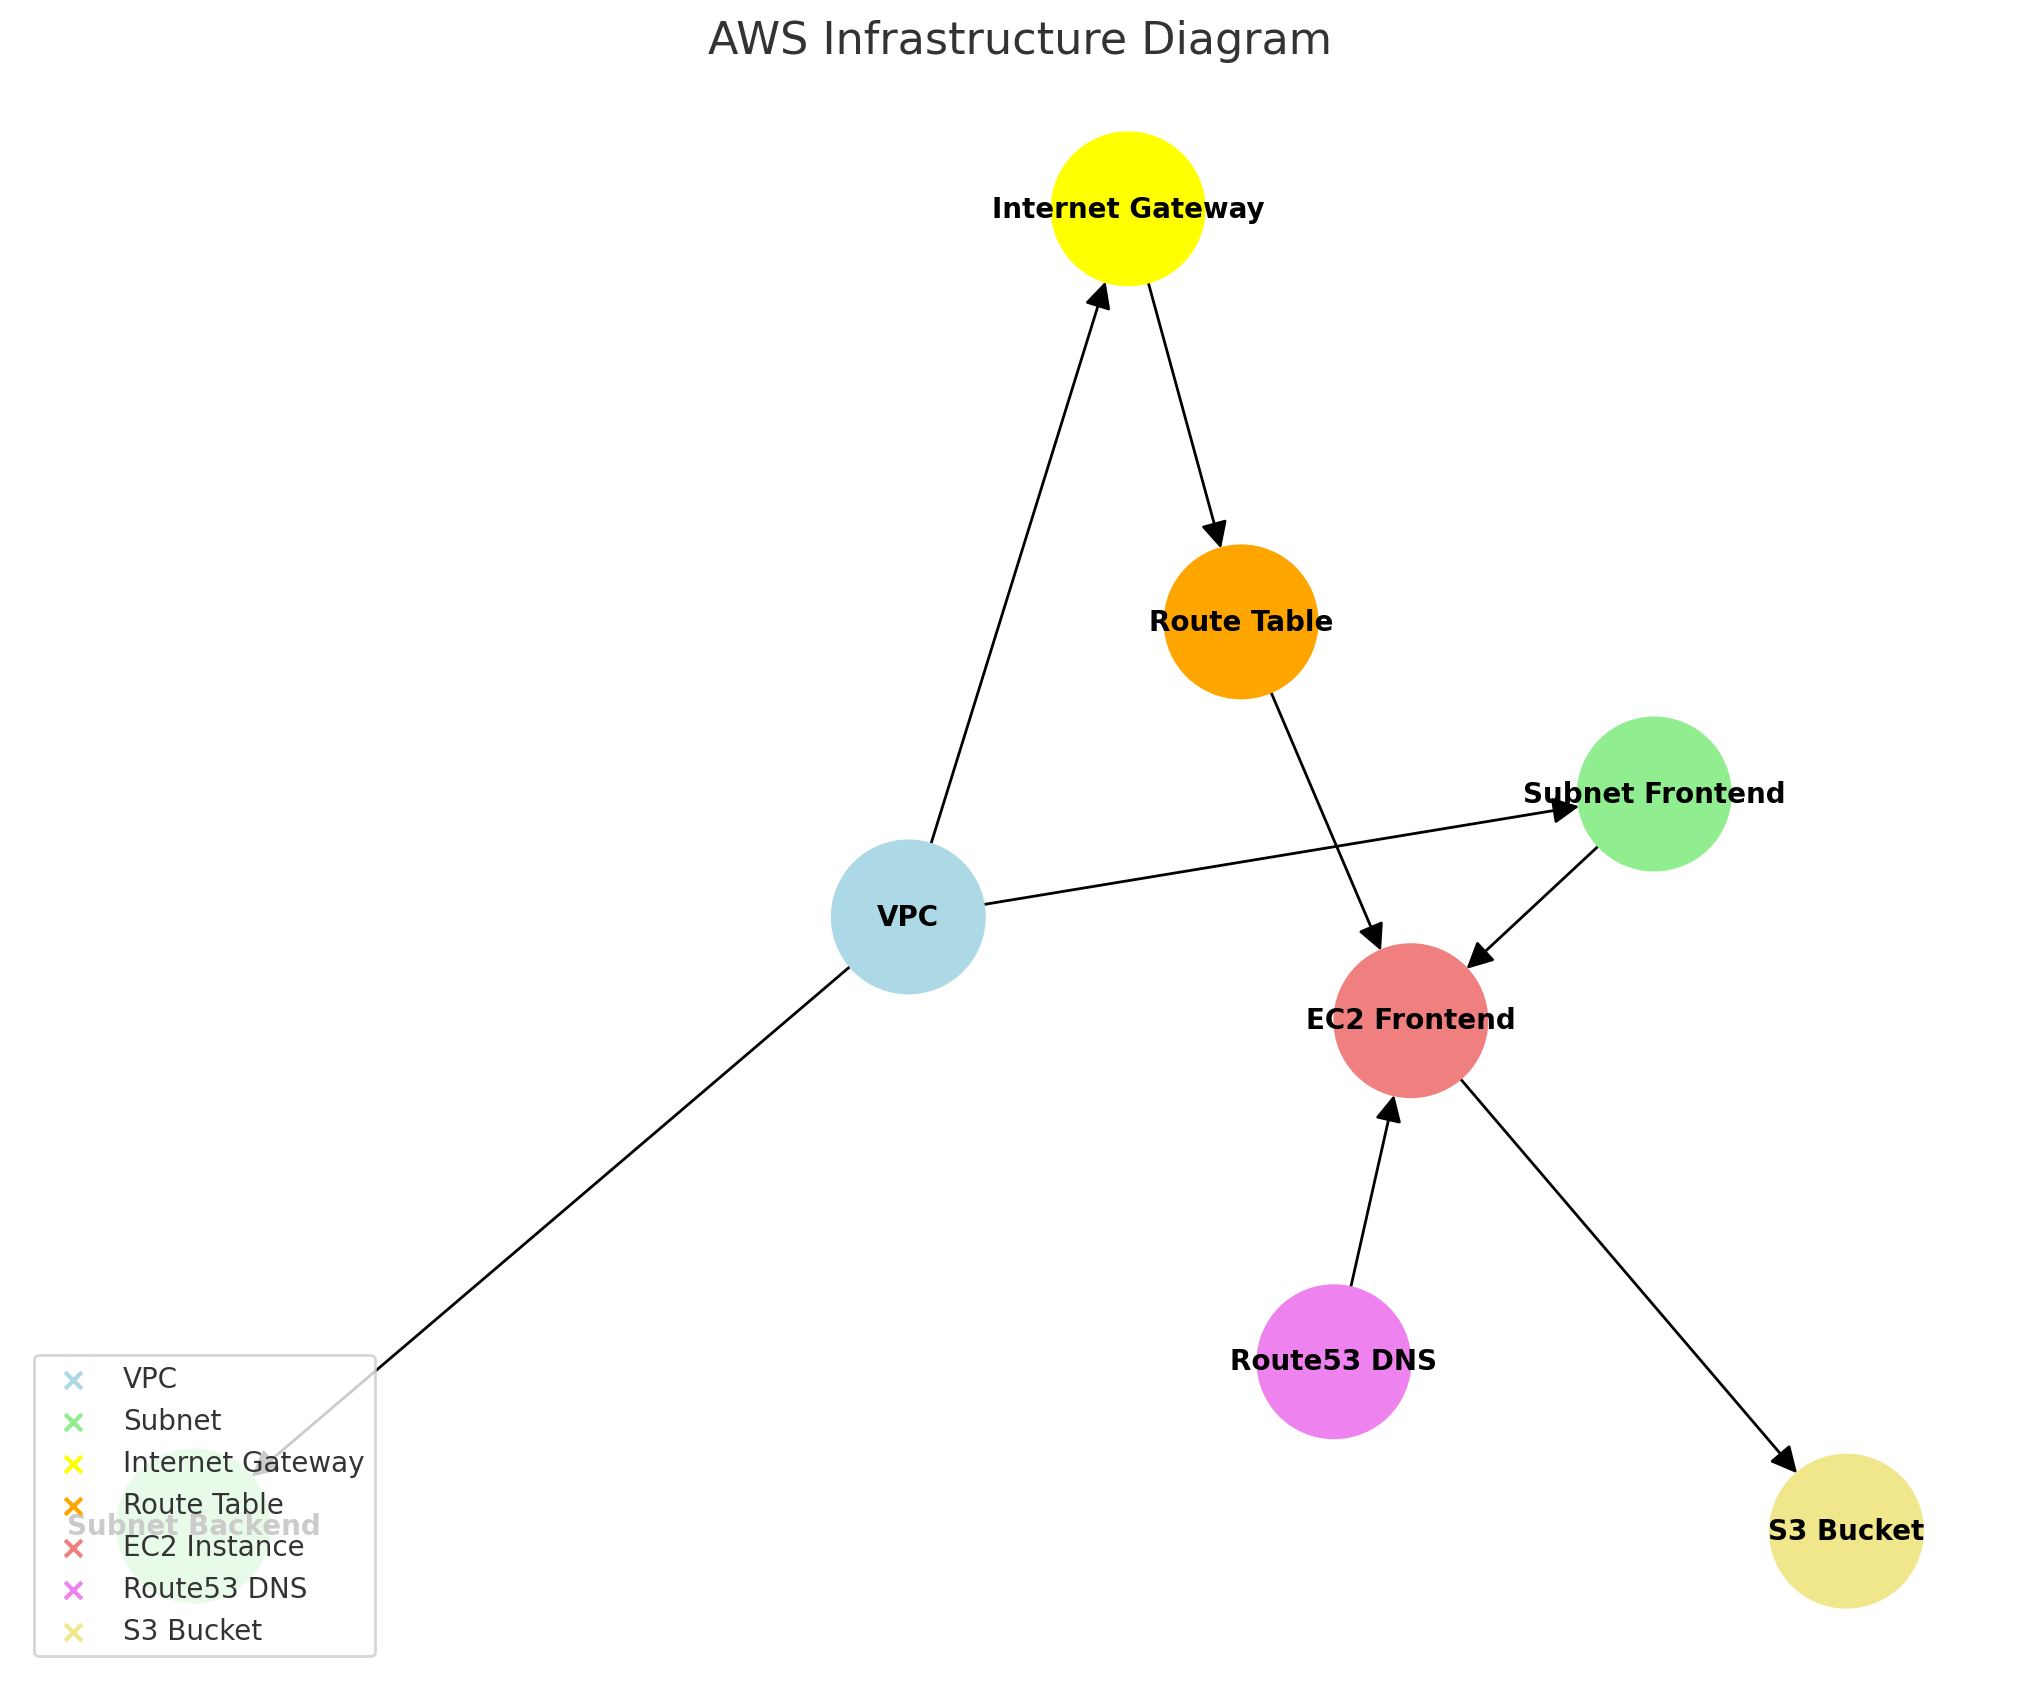 AWS Infrastructure Diagram
Internet Gateway
Route Table
Subnet Frontend
VPC
EC2 Frontend
Route53 DNS
S3 Bucket
Subnet Backend
VPC
Subnet
Internet Gateway
Route Table
EC2 Instance
Route53 DNS
S3 Bucket